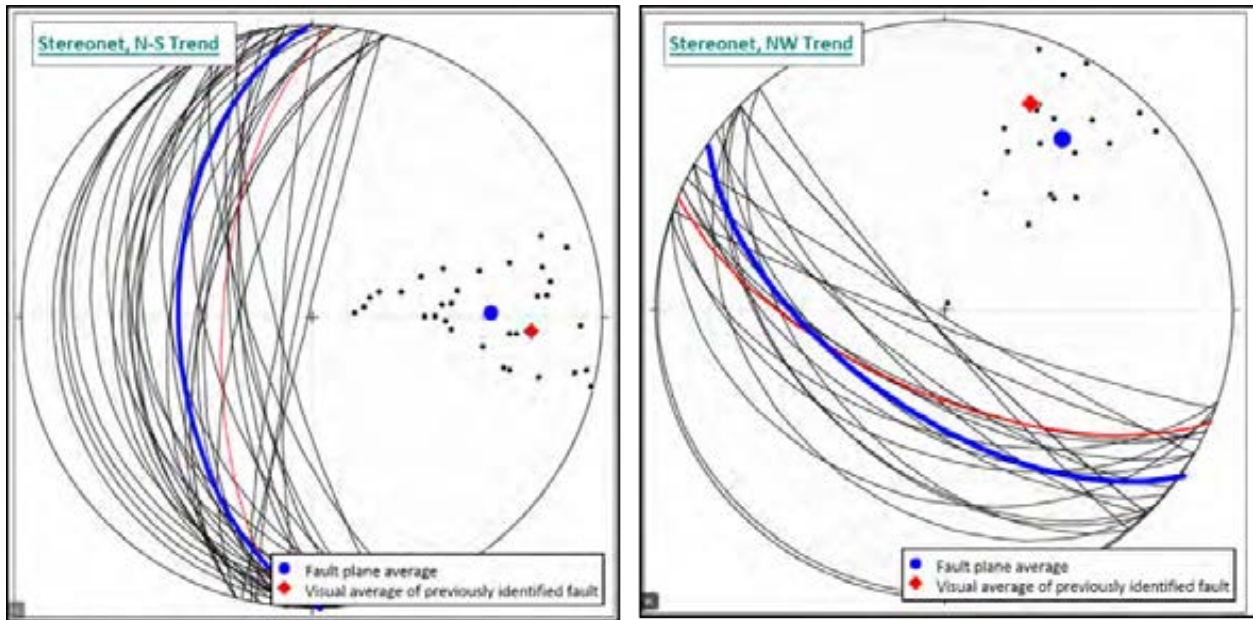 Stereonet, N-S Trend
Fault plane average
Visual average of previously identified fault
Stereonet, NW Trend
Fault plane average
Visual average of previously identified fault